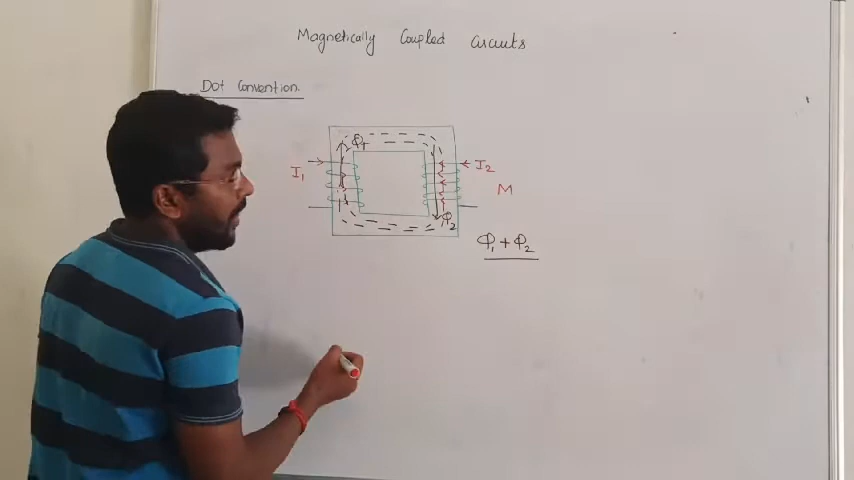 Magnetically Coupled Circuits
Dot Convention.
Φ₁
I₁
I₂
M
Φ₂
Φ₁ + Φ₂